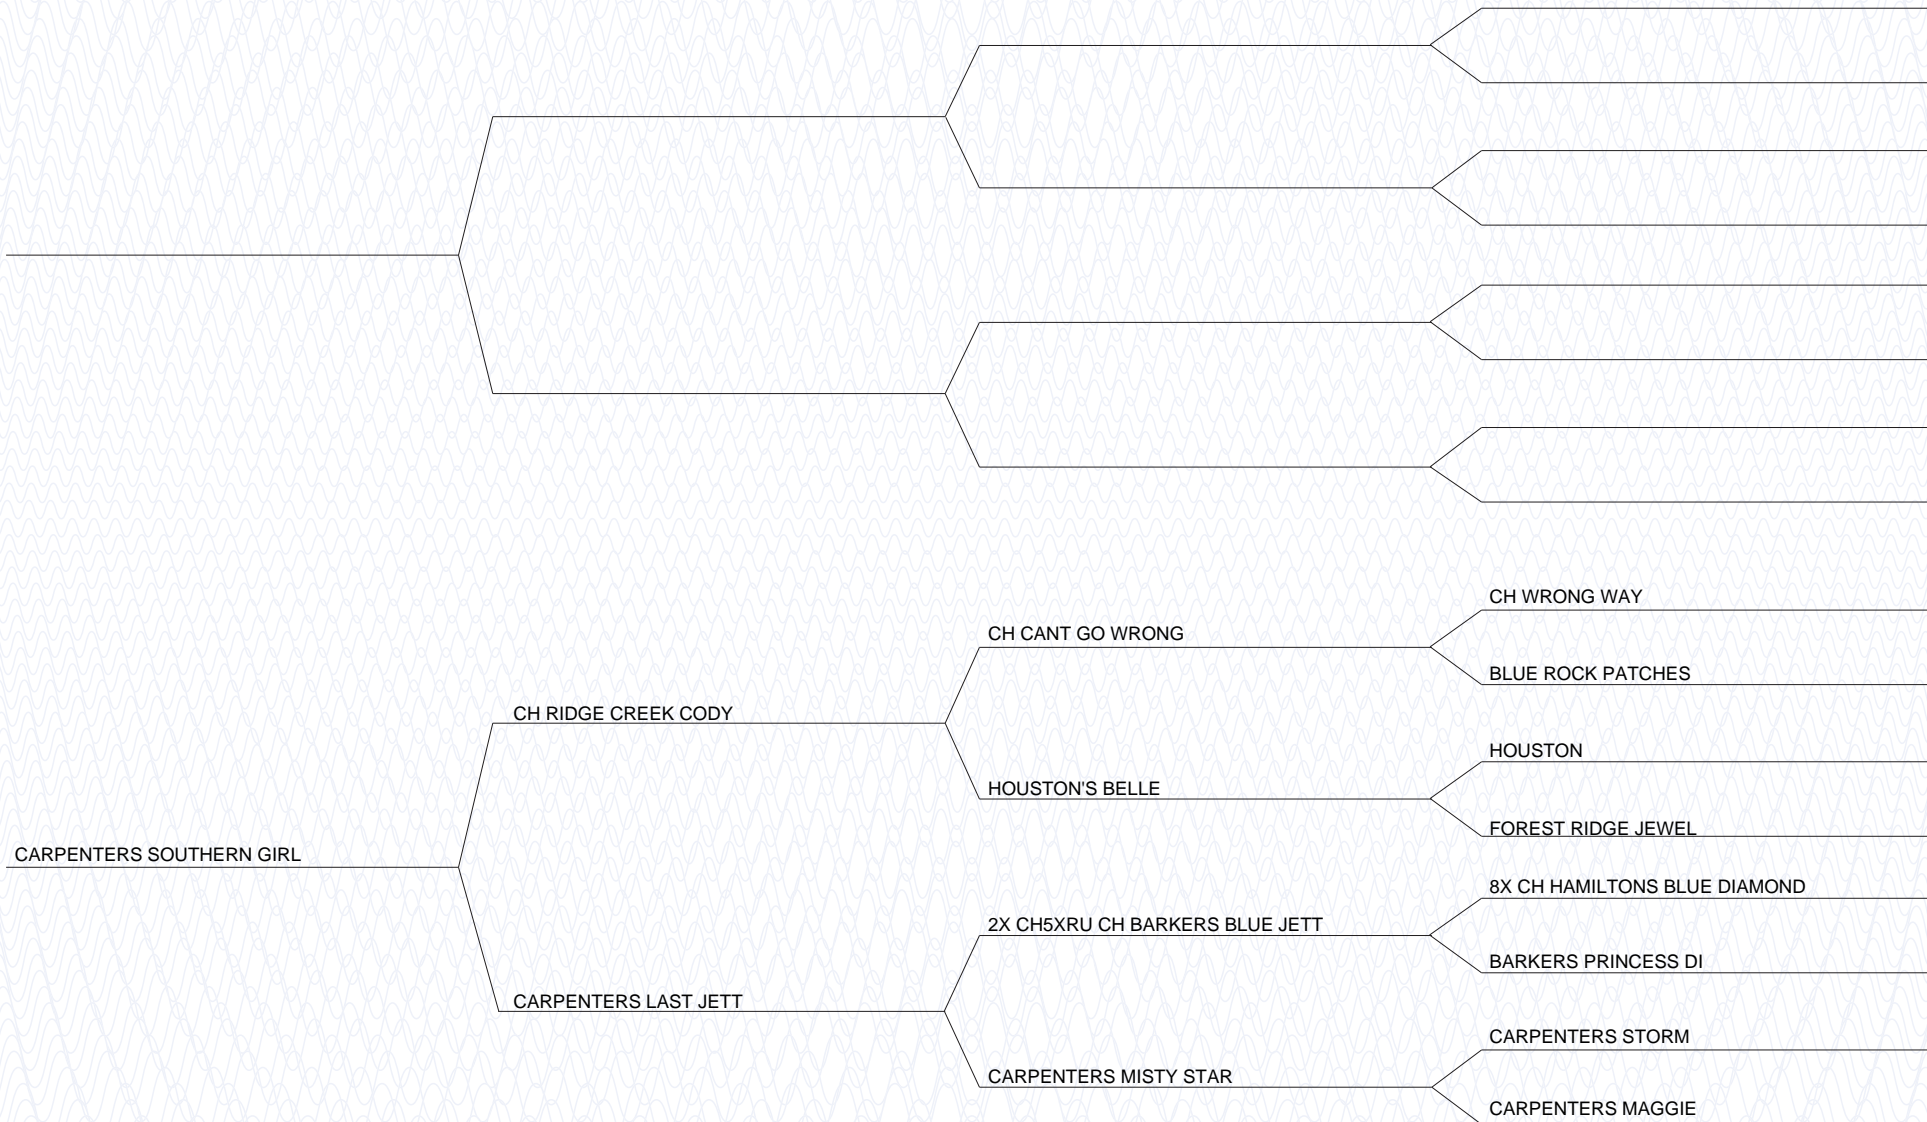 CH WRONG WAY
CH CANT GO WRONG
BLUE ROCK PATCHES
CH RIDGE CREEK CODY
HOUSTON
HOUSTON'S BELLE
FOREST RIDGE JEWEL
CARPENTERS SOUTHERN GIRL
8X CH HAMILTONS BLUE DIAMOND
2X CH5XRU CH BARKERS BLUE JETT
BARKERS PRINCESS DI
CARPENTERS LAST JETT
CARPENTERS STORM
CARPENTERS MISTY STAR
CARPENTERS MAGGIE